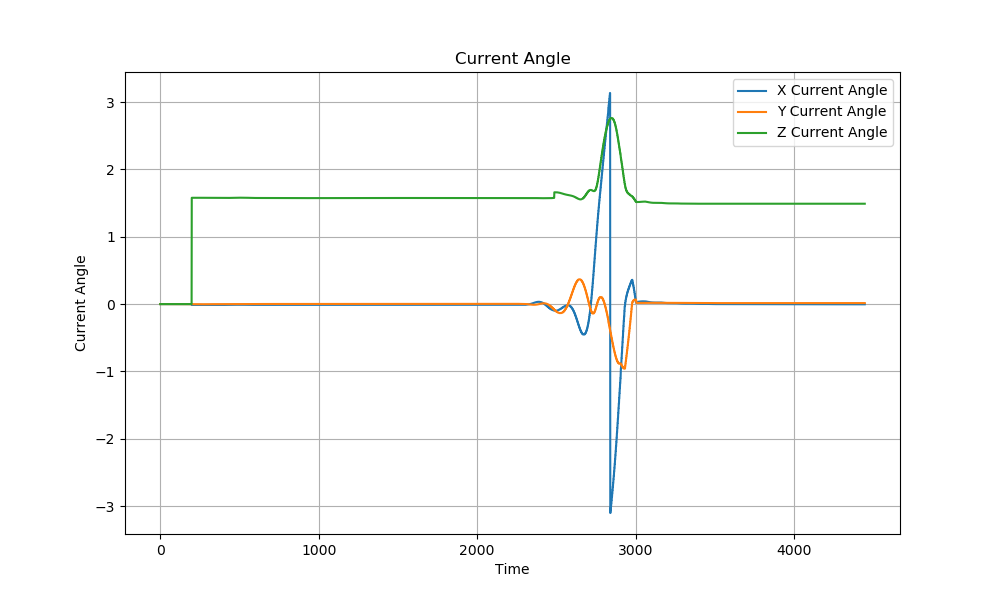 Current Angle
X Current Angle
Y Current Angle
Z Current Angle
Current Angle
3
2
1
0
−1
−2
−3
0
1000
2000
3000
4000
Time